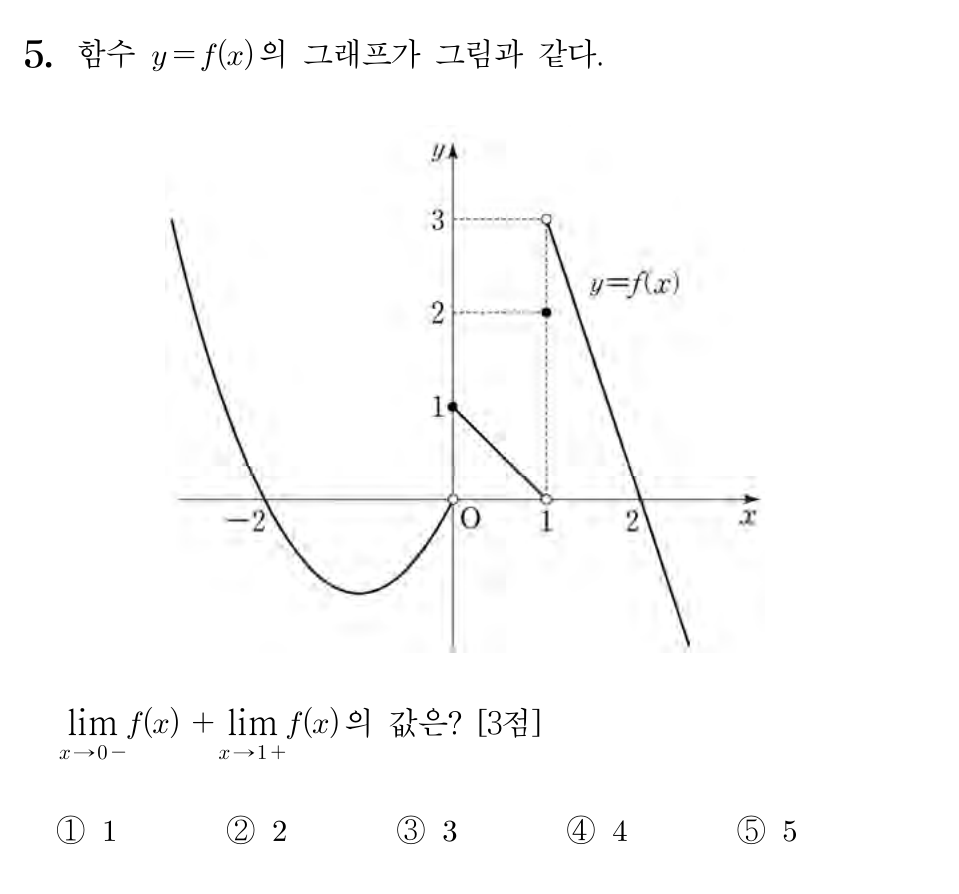 5. 함수 y=f(x)의 그래프가 그림과 같다.
y
3
y=f(x)
2
1
-2 O 1 2 x
lim f(x) + lim f(x)의 값은? [3점]
x→0- x→1+
① 1 ② 2 ③ 3 ④ 4 ⑤ 5